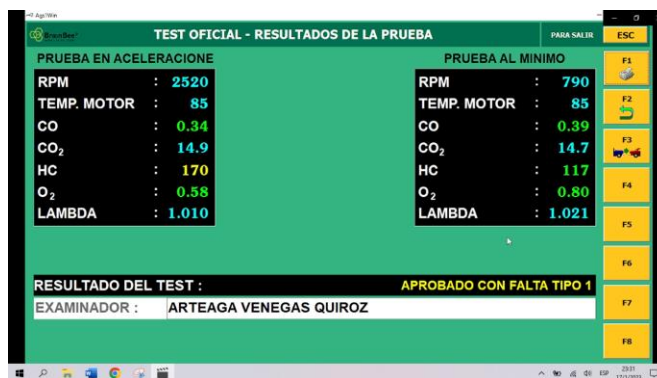 BrainBee
TEST OFICIAL - RESULTADOS DE LA PRUEBA
PARA SALIR
ESC
PRUEBA EN ACELERACIONE
RPM : 2520
TEMP. MOTOR : 85
CO : 0.34
CO₂ : 14.9
HC : 170
O₂ : 0.58
LAMBDA : 1.010
PRUEBA AL MINIMO
RPM : 790
TEMP. MOTOR : 85
CO : 0.39
CO₂ : 14.7
HC : 117
O₂ : 0.80
LAMBDA : 1.021
F1
F2
F3
F4
F5
F6
F7
F8
RESULTADO DEL TEST : APROBADO CON FALTA TIPO 1
EXAMINADOR : ARTEAGA VENEGAS QUIROZ
ESP